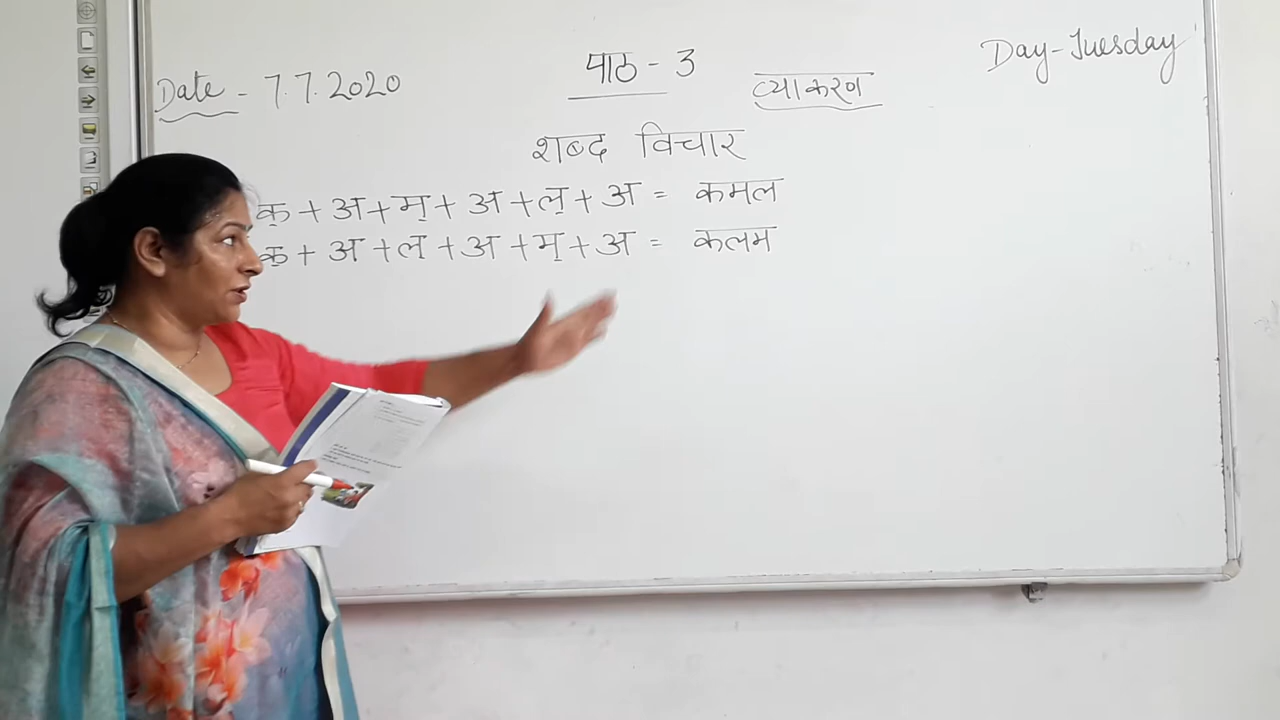 पाठ - 3
Day-Tuesday
Date - 7.7.2020
व्याकरण
शब्द विचार
क् + अ + म् + अ + ल् + अ = कमल
क् + अ + ल् + अ + म् + अ = कलम